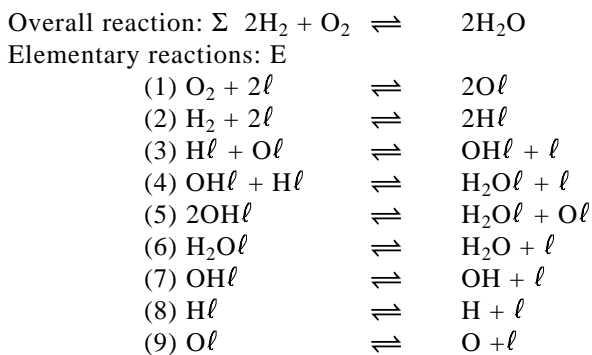 Overall reaction: Σ 2H₂ + O₂ ⇌ 2H₂O
Elementary reactions: E
(1) O₂ + 2ℓ ⇌ 2Oℓ
(2) H₂ + 2ℓ ⇌ 2Hℓ
(3) Hℓ + Oℓ ⇌ OHℓ + ℓ
(4) OHℓ + Hℓ ⇌ H₂Oℓ + ℓ
(5) 2OHℓ ⇌ H₂Oℓ + Oℓ
(6) H₂Oℓ ⇌ H₂O + ℓ
(7) OHℓ ⇌ OH + ℓ
(8) Hℓ ⇌ H + ℓ
(9) Oℓ ⇌ O +ℓ